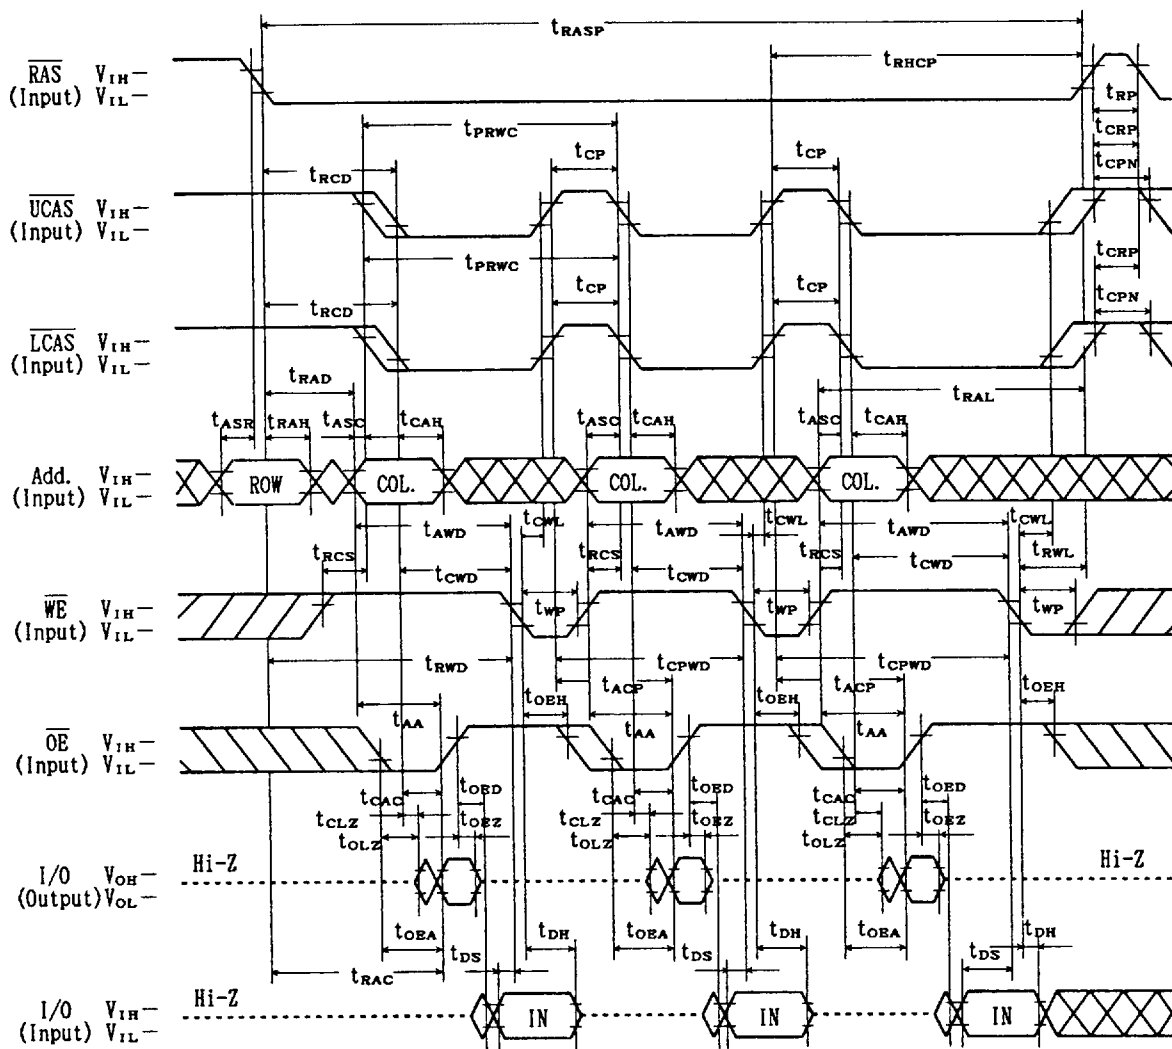 tRASP
tRHCP
RAS VIH
(Input) VIL
tRP
tPRWC
tCRP
tCP tCP
tCPN
tRCD
UCAS VIH
(Input) VIL
tPRWC
tCRP
tCP tCP
tCPN
tRCD
LCAS VIH
(Input) VIL
tRAD
tRAL
tASR tRAH tASC tCAH tASC tCAH tASC tCAH
Add. VIH
(Input) VIL
ROW COL. COL. COL.
tAWD tCWL tAWD tCWL tAWD tCWL
tRCS tRCS tRCS tRWL
tCWD tCWD tCWD
WE VIH
(Input) VIL
tWP tWP tWP
tRWD tCPWD tCPWD
tACP tACP
tOEH tOEH tOEH
tAA tAA tAA
OE VIH
(Input) VIL
tOED tOED tOED
tCAC tCAC tCAC
tCLZ tOEZ tCLZ tOEZ tCLZ tOEZ
tOLZ tOLZ tOLZ
Hi-Z Hi-Z
I/O VOH
(Output) VOL
tOEA tDH tOEA tDH tOEA tDH
tDS tDS tDS
tRAC
Hi-Z
I/O VIH
(Input) VIL
IN IN IN